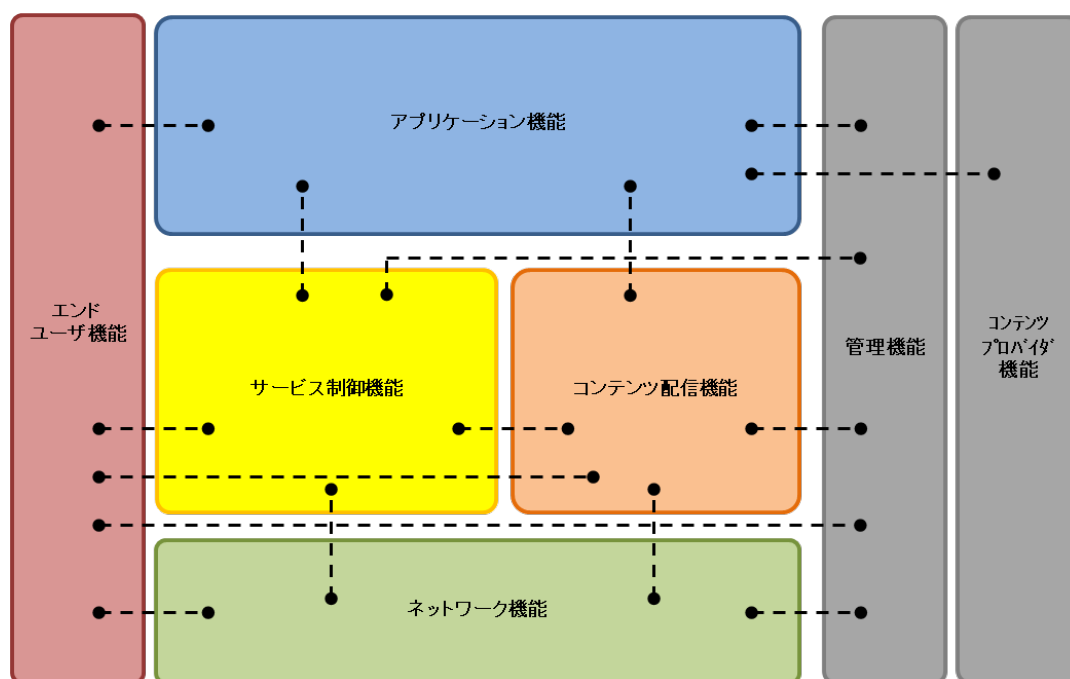 アプリケーション機能
エンド
ユーザ機能
サービス制御機能
コンテンツ配信機能
管理機能
コンテンツ
プロバイダ
機能
ネットワーク機能